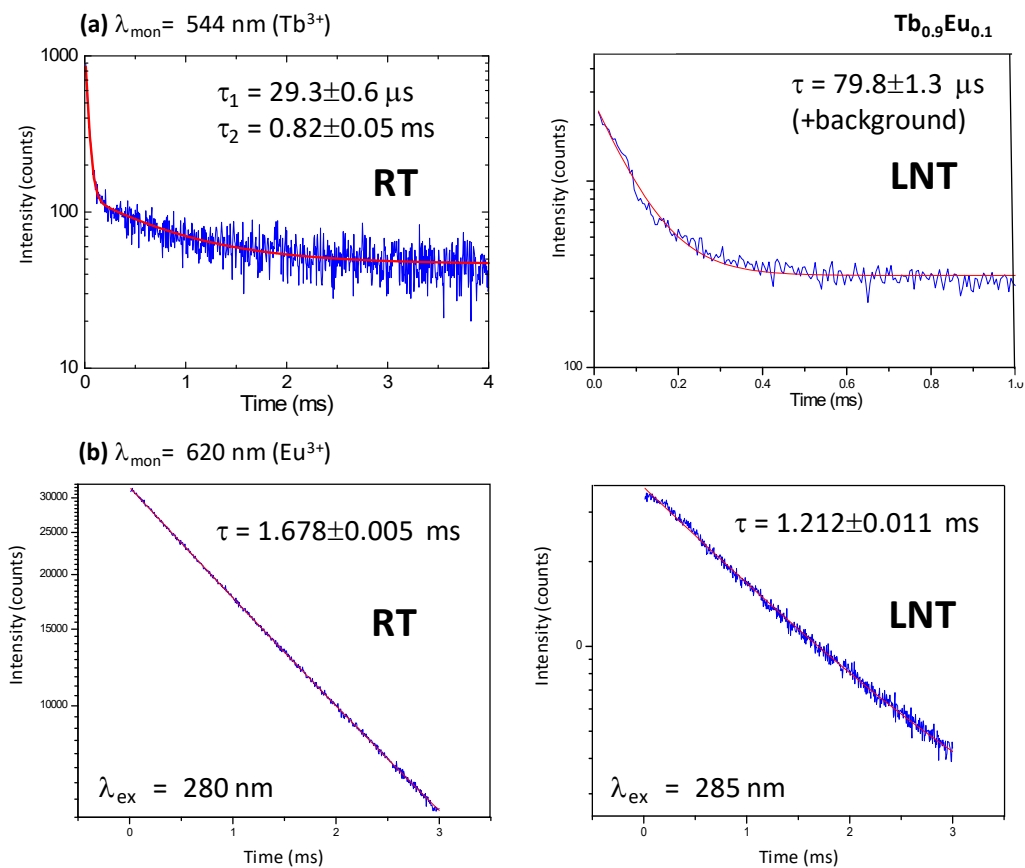 (a) λmon= 544 nm (Tb3+)
Tb0.9Eu0.1
1000
100
10
Intensity (counts)
τ1 = 29.3±0.6 μs
τ2 = 0.82±0.05 ms
RT
0 1 2 3 4
Time (ms)
Intensity (counts)
τ = 79.8±1.3 μs
(+background)
LNT
100
0.0 0.2 0.4 0.6 0.8
Time (ms)
(b) λmon= 620 nm (Eu3+)
30000
25000
20000
15000
10000
Intensity (counts)
τ = 1.678±0.005 ms
RT
λex = 280 nm
0 1 2 3
Time (ms)
Intensity (counts)
0
τ = 1.212±0.011 ms
LNT
λex = 285 nm
0 1 2 3
Time (ms)